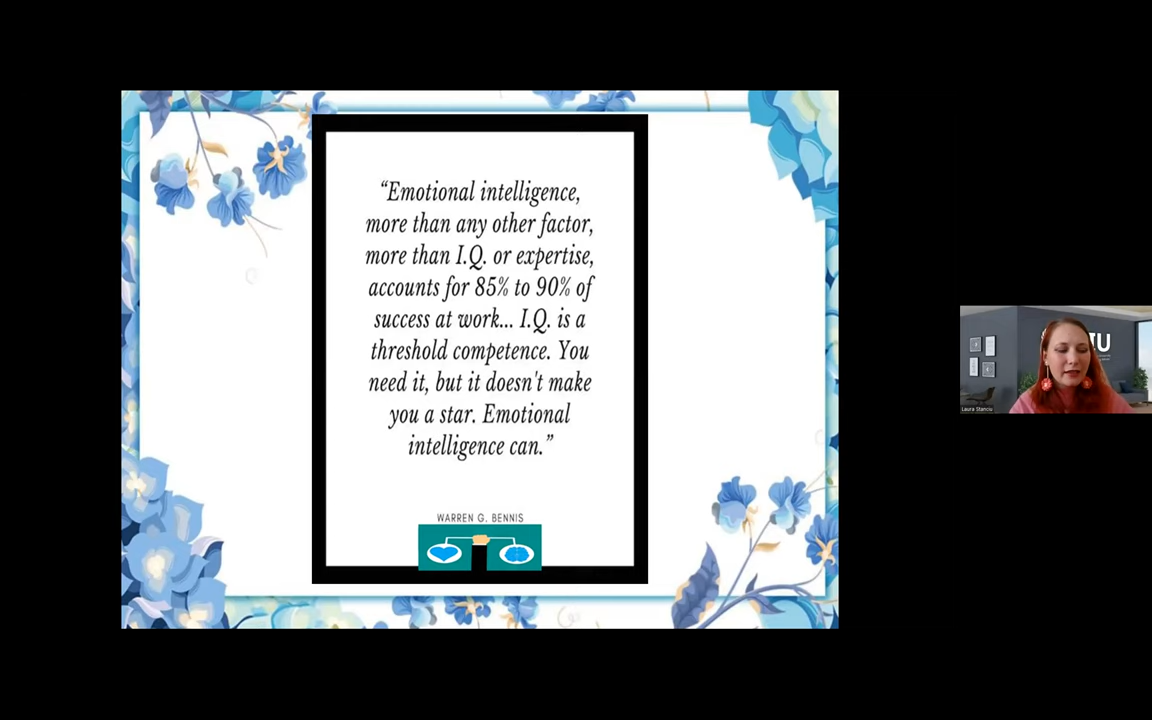 “Emotional intelligence,
more than any other factor,
more than I.Q. or expertise,
accounts for 85% to 90% of
success at work... I.Q. is a
threshold competence. You
need it, but it doesn't make
you a star. Emotional
intelligence can.”
WARREN G. BENNIS
Laura Stanciu